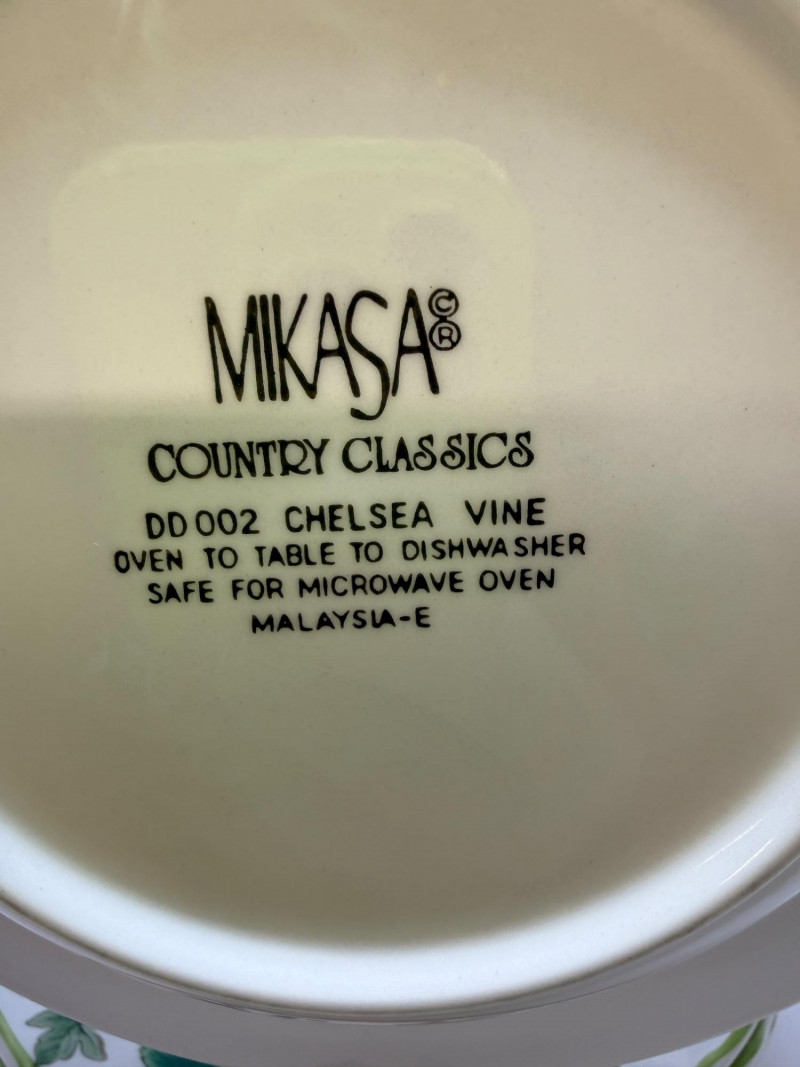 MIKASA©®
COUNTRY CLASSICS
DD002 CHELSEA VINE
OVEN TO TABLE TO DISHWASHER
SAFE FOR MICROWAVE OVEN
MALAYSIA-E